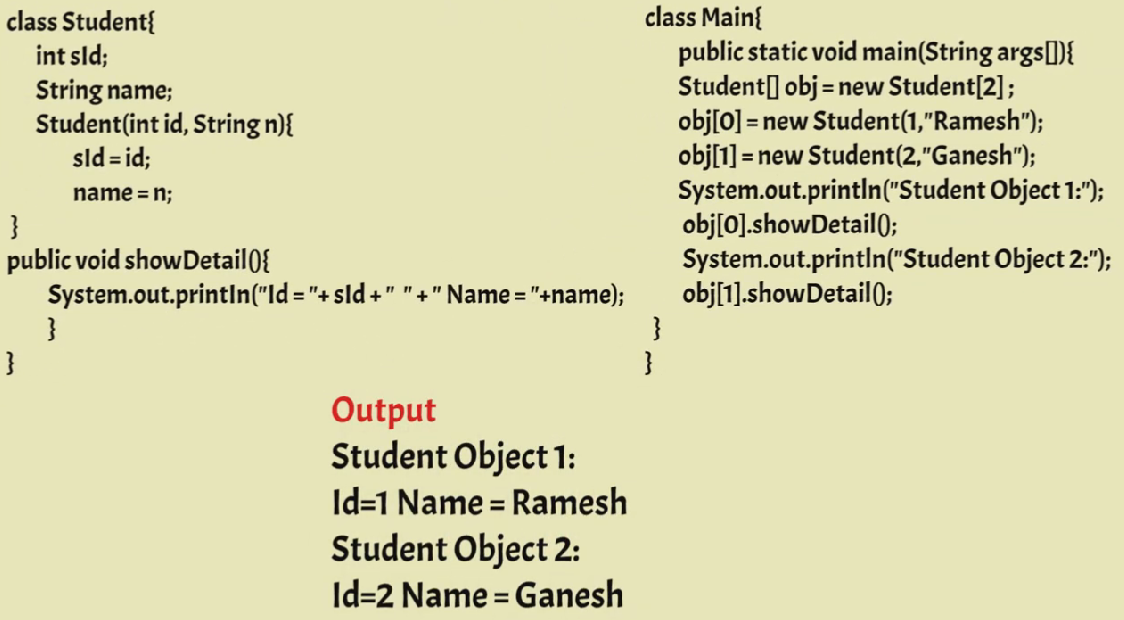 class Student{
int sId;
String name;
Student(int id, String n){
sId = id;
name = n;
}
public void showDetail(){
System.out.println("Id = "+ sId + "  " + " Name = "+name);
}
}
class Main{
public static void main(String args[]){
Student[] obj = new Student[2] ;
obj[0] = new Student(1,"Ramesh");
obj[1] = new Student(2,"Ganesh");
System.out.println("Student Object 1:");
obj[0].showDetail();
System.out.println("Student Object 2:");
obj[1].showDetail();
}
}
Output
Student Object 1:
Id=1 Name = Ramesh
Student Object 2:
Id=2 Name = Ganesh